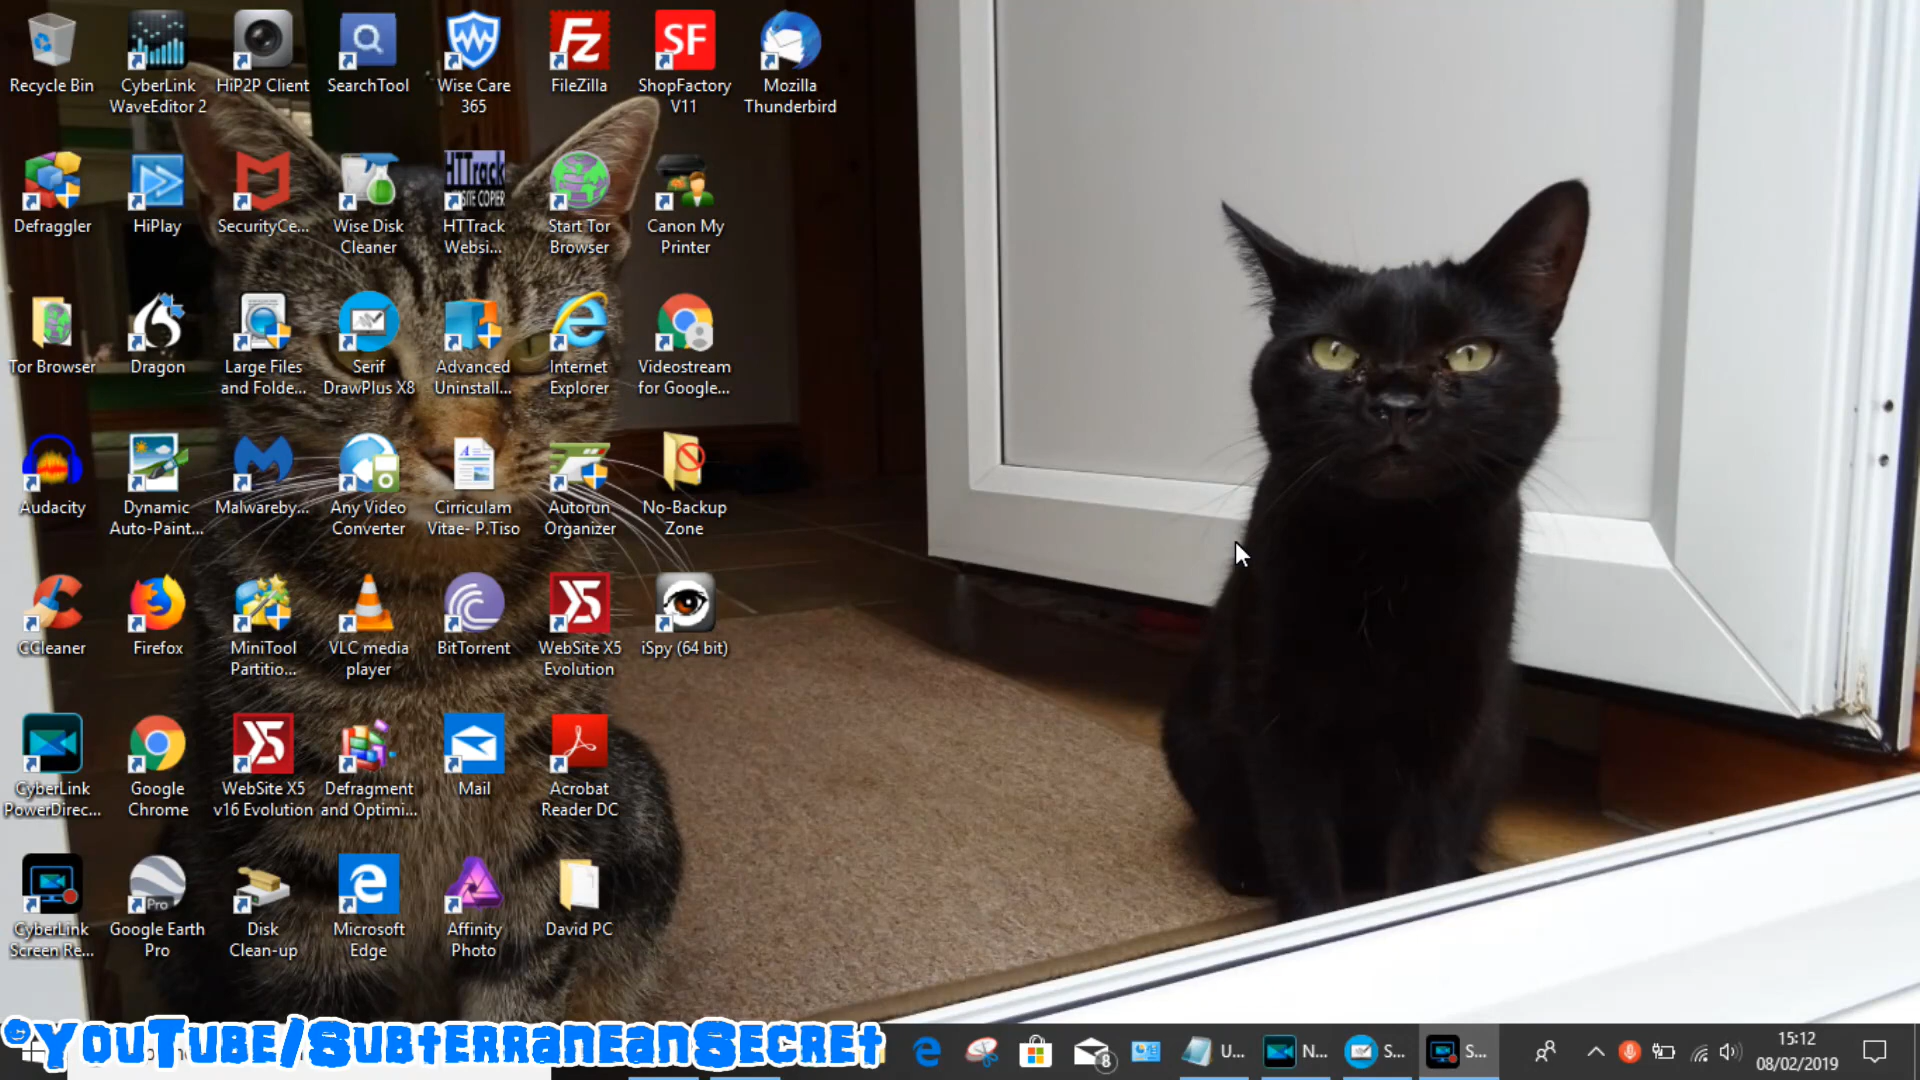 Recycle Bin
CyberLink
WaveEditor 2
HiP2P Client
SearchTool
Wise Care
365
FileZilla
SF
ShopFactory
V11
Mozilla
Thunderbird
Defraggler
HiPlay
SecurityCe...
Wise Disk
Cleaner
HTTrack
SITE COPIER
HTTrack
Websi...
Start Tor
Browser
Canon My
Printer
Tor Browser
Dragon
Large Files
and Folde...
Serif
DrawPlus X8
Advanced
Uninstall...
Internet
Explorer
Videostream
for Google...
Audacity
Dynamic
Auto-Paint...
Malwareby...
Any Video
Converter
Cirriculam
Vitae- P.Tiso
Autorun
Organizer
No-Backup
Zone
CCleaner
Firefox
MiniTool
Partitio...
VLC media
player
BitTorrent
WebSite X5
Evolution
iSpy (64 bit)
CyberLink
PowerDirec...
Google
Chrome
WebSite X5
v16 Evolution
Defragment
and Optimi...
Mail
Acrobat
Reader DC
CyberLink
Screen Re...
Pro
Google Earth
Pro
Disk
Clean-up
Microsoft
Edge
Affinity
Photo
David PC
©YouTube/SubterraneanSecret
8
U...
N...
S...
S...
15:12
08/02/2019